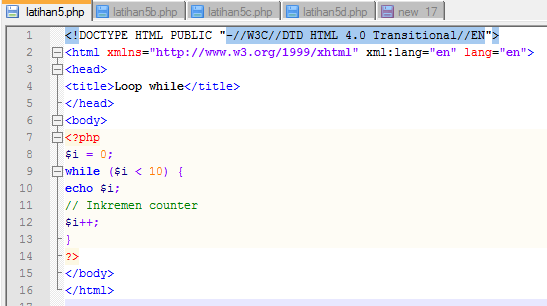 latihan5.php latihan5b.php latihan5c.php latihan5d.php new 17
1 <!DOCTYPE HTML PUBLIC "-//W3C//DTD HTML 4.0 Transitional//EN">
2 <html xmlns="http://www.w3.org/1999/xhtml" xml:lang="en" lang="en">
3 <head>
4 <title>Loop while</title>
5 </head>
6 <body>
7 <?php
8 $i = 0;
9 while ($i < 10) {
10 echo $i;
11 // Inkremen counter
12 $i++;
13 }
14 ?>
15 </body>
16 </html>